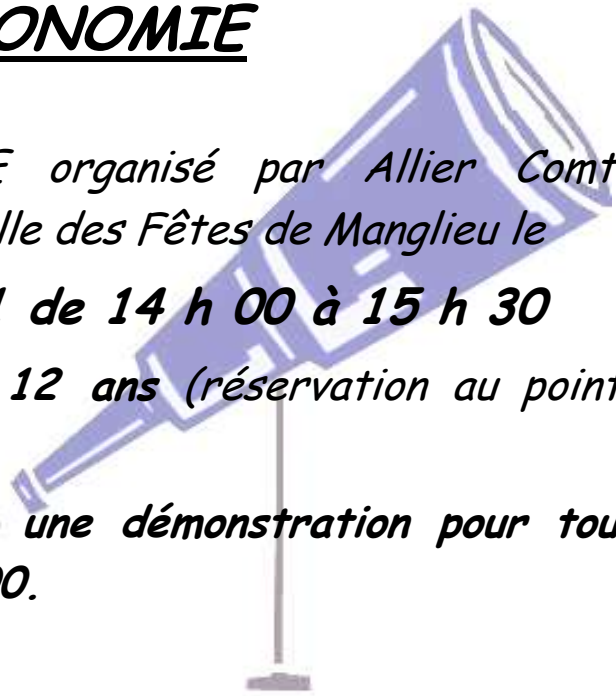 ONOMIE
E organisé par Allier Comt
lle des Fêtes de Manglieu le
de 14 h 00 à 15 h 30
12 ans (réservation au point
une démonstration pour tou
00.